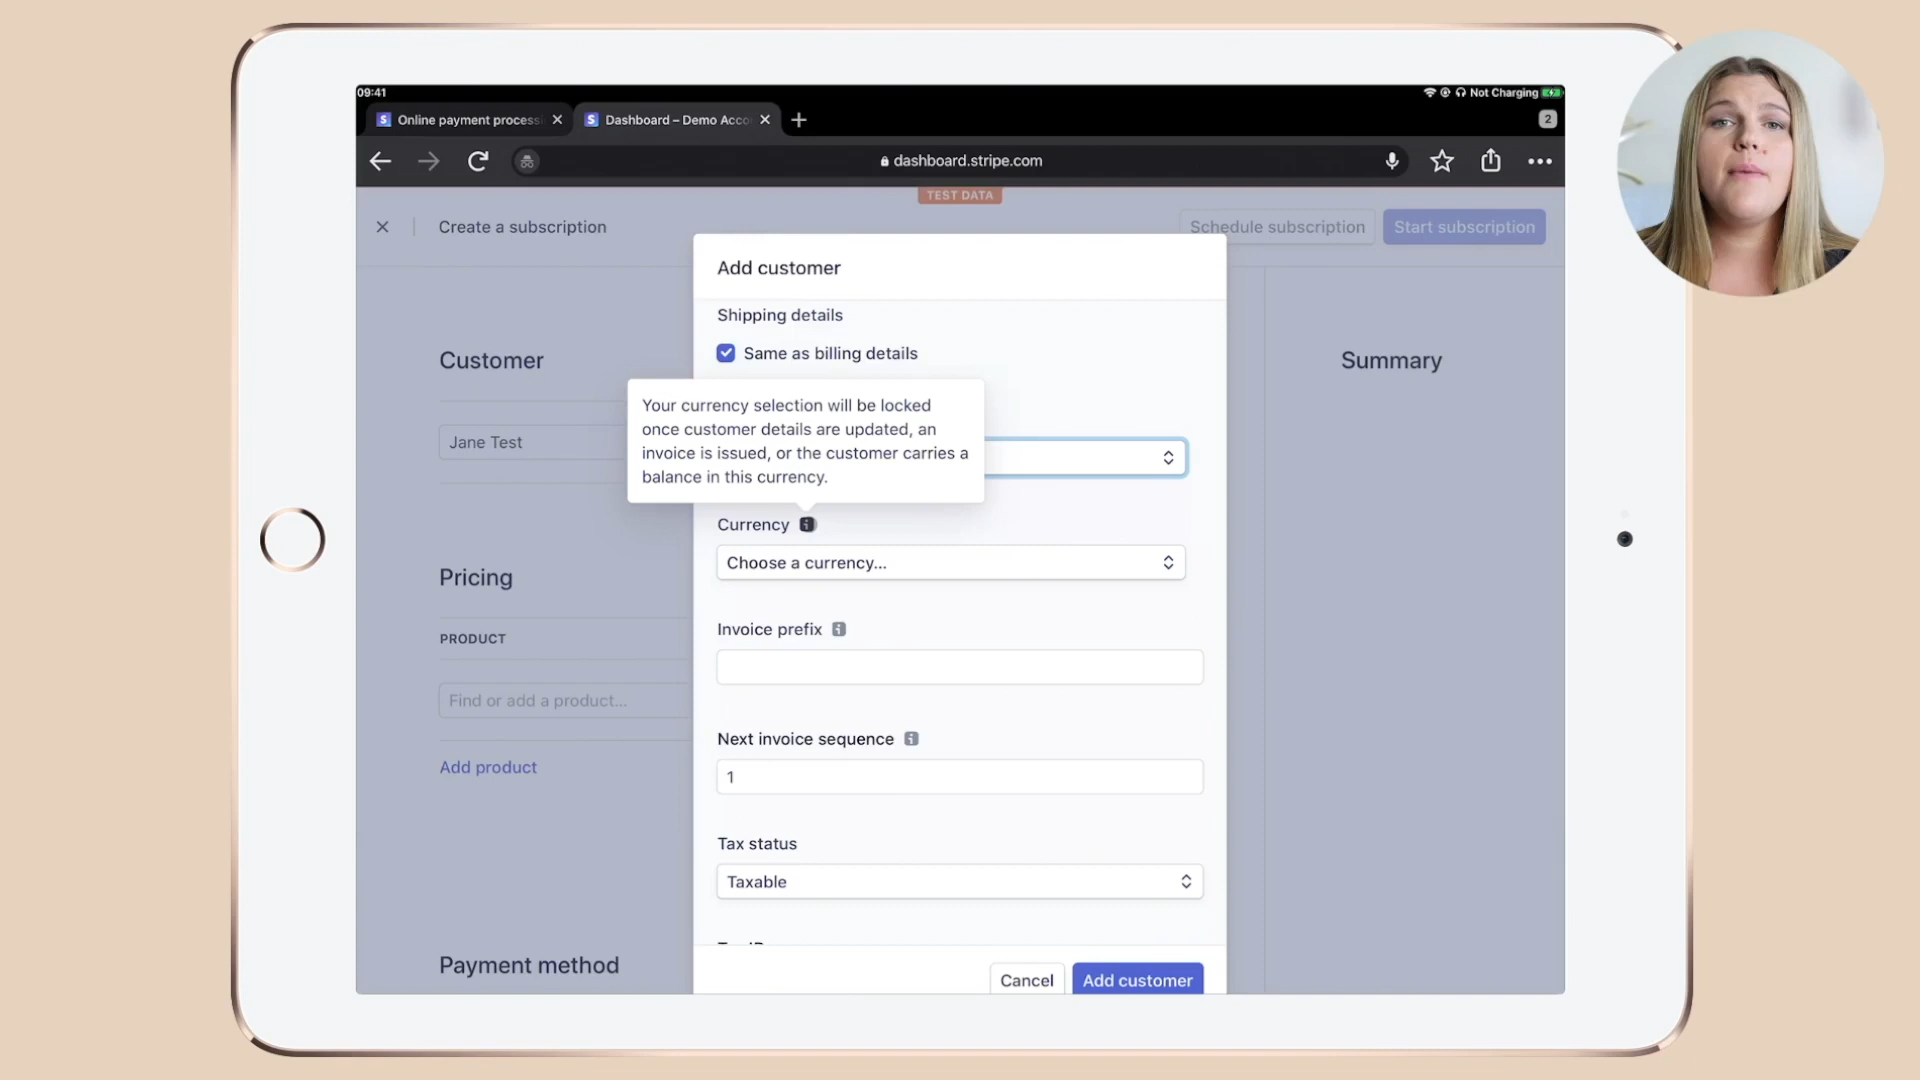 09:41
Not Charging
Online payment processi
Dashboard – Demo Acco
2
dashboard.stripe.com
TEST DATA
Create a subscription
Schedule subscription
Start subscription
Add customer
Shipping details
Same as billing details
Customer
Summary
Jane Test
Your currency selection will be locked
once customer details are updated, an
invoice is issued, or the customer carries a
balance in this currency.
Currency
Choose a currency...
Pricing
Invoice prefix
PRODUCT
Find or add a product...
Next invoice sequence
Add product
1
Tax status
Taxable
Payment method
Cancel
Add customer